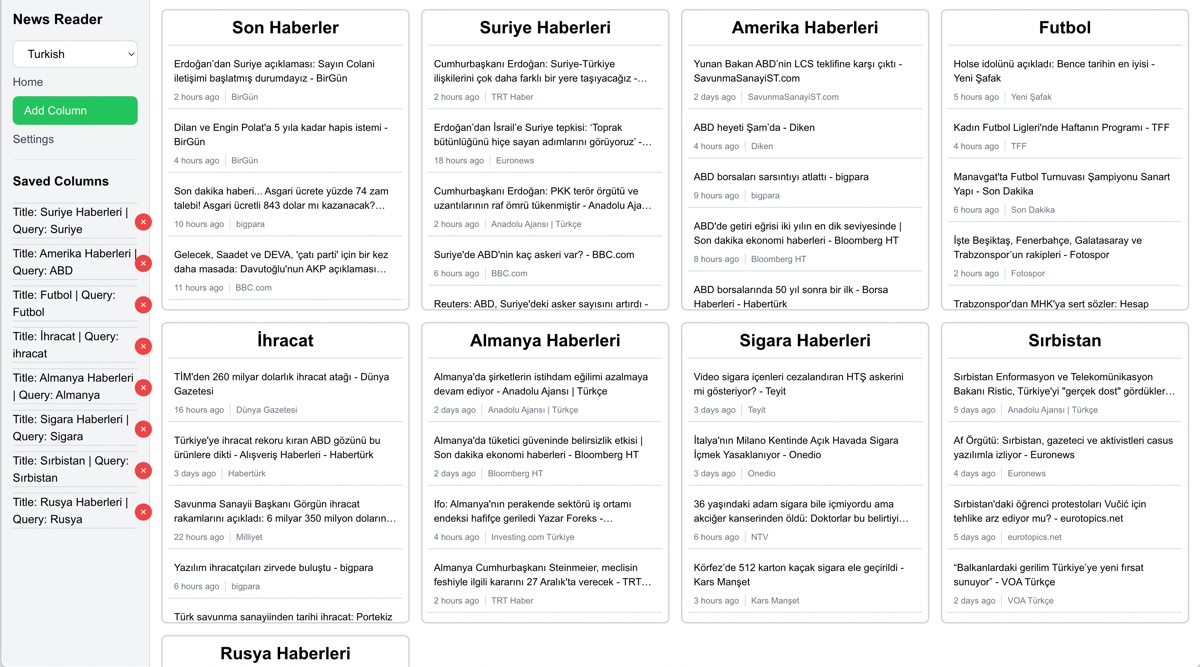 News Reader
Turkish
Home
Add Column
Settings
Saved Columns
Title: Suriye Haberleri |
Query: Suriye
×
Title: Amerika Haberleri |
Query: ABD
×
Title: Futbol | Query:
Futbol
×
Title: İhracat | Query:
ihracat
×
Title: Almanya Haberleri
| Query: Almanya
×
Title: Sigara Haberleri |
Query: Sigara
×
Title: Sırbistan | Query:
Sırbistan
×
Title: Rusya Haberleri |
Query: Rusya
×
Son Haberler
Erdoğan’dan Suriye açıklaması: Sayın Colani
iletişimi başlatmış durumdayız - BirGün
2 hours ago | BirGün
Dilan ve Engin Polat'a 5 yıla kadar hapis istemi -
BirGün
4 hours ago | BirGün
Son dakika haberi... Asgari ücrete yüzde 74 zam
talebi! Asgari ücretli 843 dolar mı kazanacak?…
10 hours ago | bigpara
Gelecek, Saadet ve DEVA, 'çatı parti' için bir kez
daha masada: Davutoğlu'nun AKP açıklaması…
11 hours ago | BBC.com
Suriye Haberleri
Cumhurbaşkanı Erdoğan: Suriye-Türkiye
ilişkilerini çok daha farklı bir yere taşıyacağız -…
2 hours ago | TRT Haber
Erdoğan’dan İsrail’e Suriye tepkisi: ‘Toprak
bütünlüğünü hiçe sayan adımlarını görüyoruz’ -…
18 hours ago | Euronews
Cumhurbaşkanı Erdoğan: PKK terör örgütü ve
uzantılarının raf ömrü tükenmiştir - Anadolu Aja…
2 hours ago | Anadolu Ajansı | Türkçe
Suriye'de ABD'nin kaç askeri var? - BBC.com
6 hours ago | BBC.com
Reuters: ABD, Suriye'deki asker sayısını artırdı -
Amerika Haberleri
Yunan Bakan ABD’nin LCS teklifine karşı çıktı -
SavunmaSanayiST.com
2 days ago | SavunmaSanayiST.com
ABD heyeti Şam’da - Diken
4 hours ago | Diken
ABD borsaları sarsıntıyı atlattı - bigpara
9 hours ago | bigpara
ABD'de getiri eğrisi iki yılın en dik seviyesinde |
Son dakika ekonomi haberleri - Bloomberg HT
8 hours ago | Bloomberg HT
ABD borsalarında 50 yıl sonra bir ilk - Borsa
Haberleri - Habertürk
Futbol
Holse idolünü açıkladı: Bence tarihin en iyisi -
Yeni Şafak
5 hours ago | Yeni Şafak
Kadın Futbol Ligleri'nde Haftanın Programı - TFF
4 hours ago | TFF
Manavgat'ta Futbol Turnuvası Şampiyonu Sanart
Yapı - Son Dakika
6 hours ago | Son Dakika
İşte Beşiktaş, Fenerbahçe, Galatasaray ve
Trabzonspor’un rakipleri - Fotospor
2 hours ago | Fotospor
Trabzonspor'dan MHK'ya sert sözler: Hesap
İhracat
TİM'den 260 milyar dolarlık ihracat atağı - Dünya
Gazetesi
16 hours ago | Dünya Gazetesi
Türkiye'ye ihracat rekoru kıran ABD gözünü bu
ürünlere dikti - Alışveriş Haberleri - Habertürk
3 days ago | Habertürk
Savunma Sanayii Başkanı Görgün ihracat
rakamlarını açıkladı: 6 milyar 350 milyon doların…
22 hours ago | Milliyet
Yazılım ihracatçıları zirvede buluştu - bigpara
6 hours ago | bigpara
Türk savunma sanayiinden tarihi ihracat: Portekiz
Almanya Haberleri
Almanya'da şirketlerin istihdam eğilimi azalmaya
devam ediyor - Anadolu Ajansı | Türkçe
2 days ago | Anadolu Ajansı | Türkçe
Almanya'da tüketici güveninde belirsizlik etkisi |
Son dakika ekonomi haberleri - Bloomberg HT
2 days ago | Bloomberg HT
Ifo: Almanya'nın perakende sektörü iş ortamı
endeksi hafifçe geriledi Yazar Foreks -…
4 hours ago | Investing.com Türkiye
Almanya Cumhurbaşkanı Steinmeier, meclisin
feshiyle ilgili kararını 27 Aralık'ta verecek - TRT…
2 hours ago | TRT Haber
Sigara Haberleri
Video sigara içenleri cezalandıran HTŞ askerini
mi gösteriyor? - Teyit
3 days ago | Teyit
İtalya'nın Milano Kentinde Açık Havada Sigara
İçmek Yasaklanıyor - Onedio
3 days ago | Onedio
36 yaşındaki adam sigara bile içmiyordu ama
akciğer kanserinden öldü: Doktorlar bu belirtiyi…
6 hours ago | NTV
Körfez’de 512 karton kaçak sigara ele geçirildi -
Kars Manşet
3 hours ago | Kars Manşet
Sırbistan
Sırbistan Enformasyon ve Telekomünikasyon
Bakanı Ristic, Türkiye'yi "gerçek dost" gördükler…
5 days ago | Anadolu Ajansı | Türkçe
Af Örgütü: Sırbistan, gazeteci ve aktivistleri casus
yazılımla izliyor - Euronews
4 days ago | Euronews
Sırbistan'daki öğrenci protestoları Vučić için
tehlike arz ediyor mu? - eurotopics.net
5 days ago | eurotopics.net
“Balkanlardaki gerilim Türkiye’ye yeni fırsat
sunuyor” - VOA Türkçe
2 days ago | VOA Türkçe
Rusya Haberleri